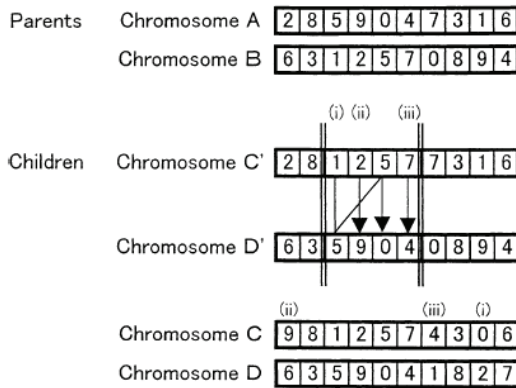 Parents Chromosome A 2 8 5 9 0 4 7 3 1 6
Chromosome B 6 3 1 2 5 7 0 8 9 4
(i) (ii) (iii)
Children Chromosome C' 2 8 1 2 5 7 7 3 1 6
Chromosome D' 6 3 5 9 0 4 0 8 9 4
(ii) (iii) (i)
Chromosome C 9 8 1 2 5 7 4 3 0 6
Chromosome D 6 3 5 9 0 4 1 8 2 7